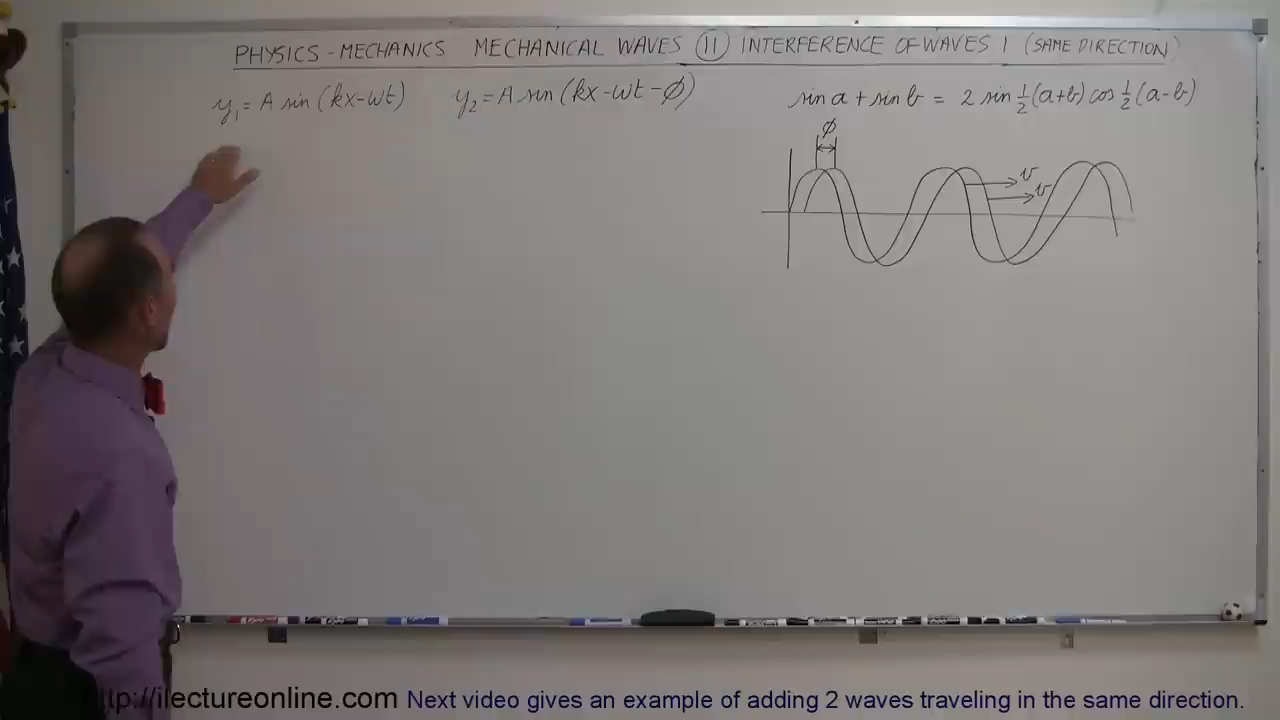 PHYSICS - MECHANICS MECHANICAL WAVES (11) INTERFERENCE OF WAVES 1 (SAME DIRECTION)
y₁ = A sin (kx - ωt) y₂ = A sin (kx - ωt - ϕ) sin a + sin b = 2 sin ½ (a+b) cos ½ (a-b)
ϕ
v
v
http://ilectureonline.com Next video gives an example of adding 2 waves traveling in the same direction.